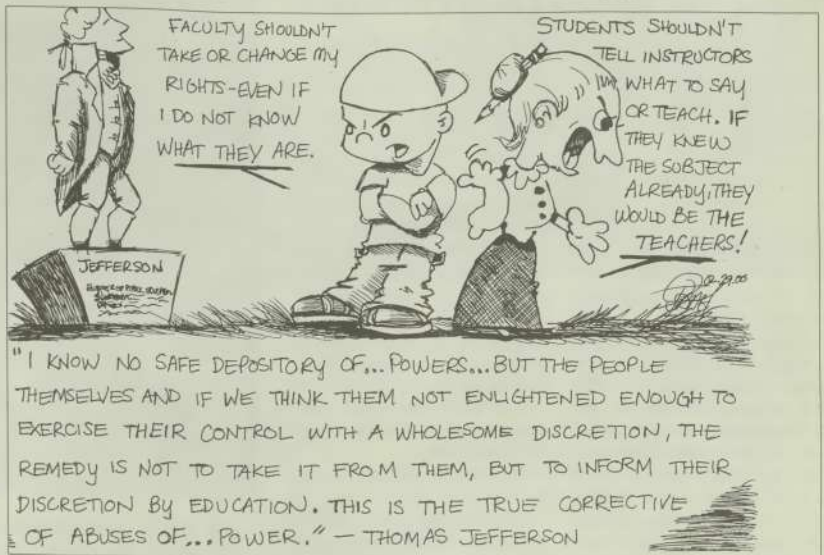 FACULTY SHOULDN'T
TAKE OR CHANGE MY
RIGHTS-EVEN IF
I DO NOT KNOW
WHAT THEY ARE.
STUDENTS SHOULDN'T
TELL INSTRUCTORS
WHAT TO SAY
OR TEACH. IF
THEY KNEW
THE SUBJECT
ALREADY, THEY
WOULD BE THE
TEACHERS!
JEFFERSON
"I KNOW NO SAFE DEPOSITORY OF...POWERS...BUT THE PEOPLE
THEMSELVES AND IF WE THINK THEM NOT ENLIGHTENED ENOUGH TO
EXERCISE THEIR CONTROL WITH A WHOLESOME DISCRETION, THE
REMEDY IS NOT TO TAKE IT FROM THEM, BUT TO INFORM THEIR
DISCRETION BY EDUCATION. THIS IS THE TRUE CORRECTIVE
OF ABUSES OF...POWER." — THOMAS JEFFERSON